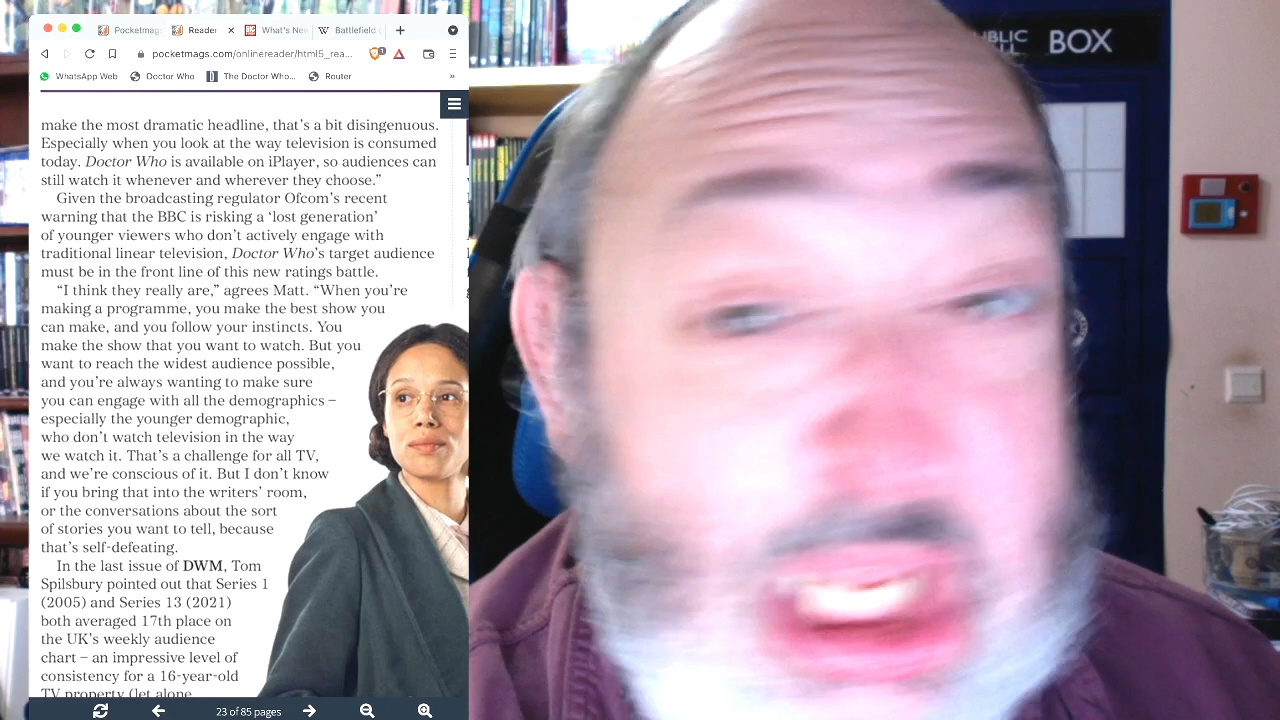 Pocketmag
Reader
What's New
Battlefield (
pocketmags.com/onlinereader/html5_rea...
1
WhatsApp Web
Doctor Who
The Doctor Who...
Router
»
make the most dramatic headline, that's a bit disingenuous.
Especially when you look at the way television is consumed
today. Doctor Who is available on iPlayer, so audiences can
still watch it whenever and wherever they choose."
Given the broadcasting regulator Ofcom's recent
warning that the BBC is risking a 'lost generation'
of younger viewers who don't actively engage with
traditional linear television, Doctor Who's target audience
must be in the front line of this new ratings battle.
"I think they really are," agrees Matt. "When you're
making a programme, you make the best show you
can make, and you follow your instincts. You
make the show that you want to watch. But you
want to reach the widest audience possible,
and you're always wanting to make sure
you can engage with all the demographics –
especially the younger demographic,
who don't watch television in the way
we watch it. That's a challenge for all TV,
and we're conscious of it. But I don't know
if you bring that into the writers' room,
or the conversations about the sort
of stories you want to tell, because
that's self-defeating.
In the last issue of DWM, Tom
Spilsbury pointed out that Series 1
(2005) and Series 13 (2021)
both averaged 17th place on
the UK's weekly audience
chart – an impressive level of
consistency for a 16-year-old
TV property (let alone
23 of 85 pages
UBLIC
LL
BOX